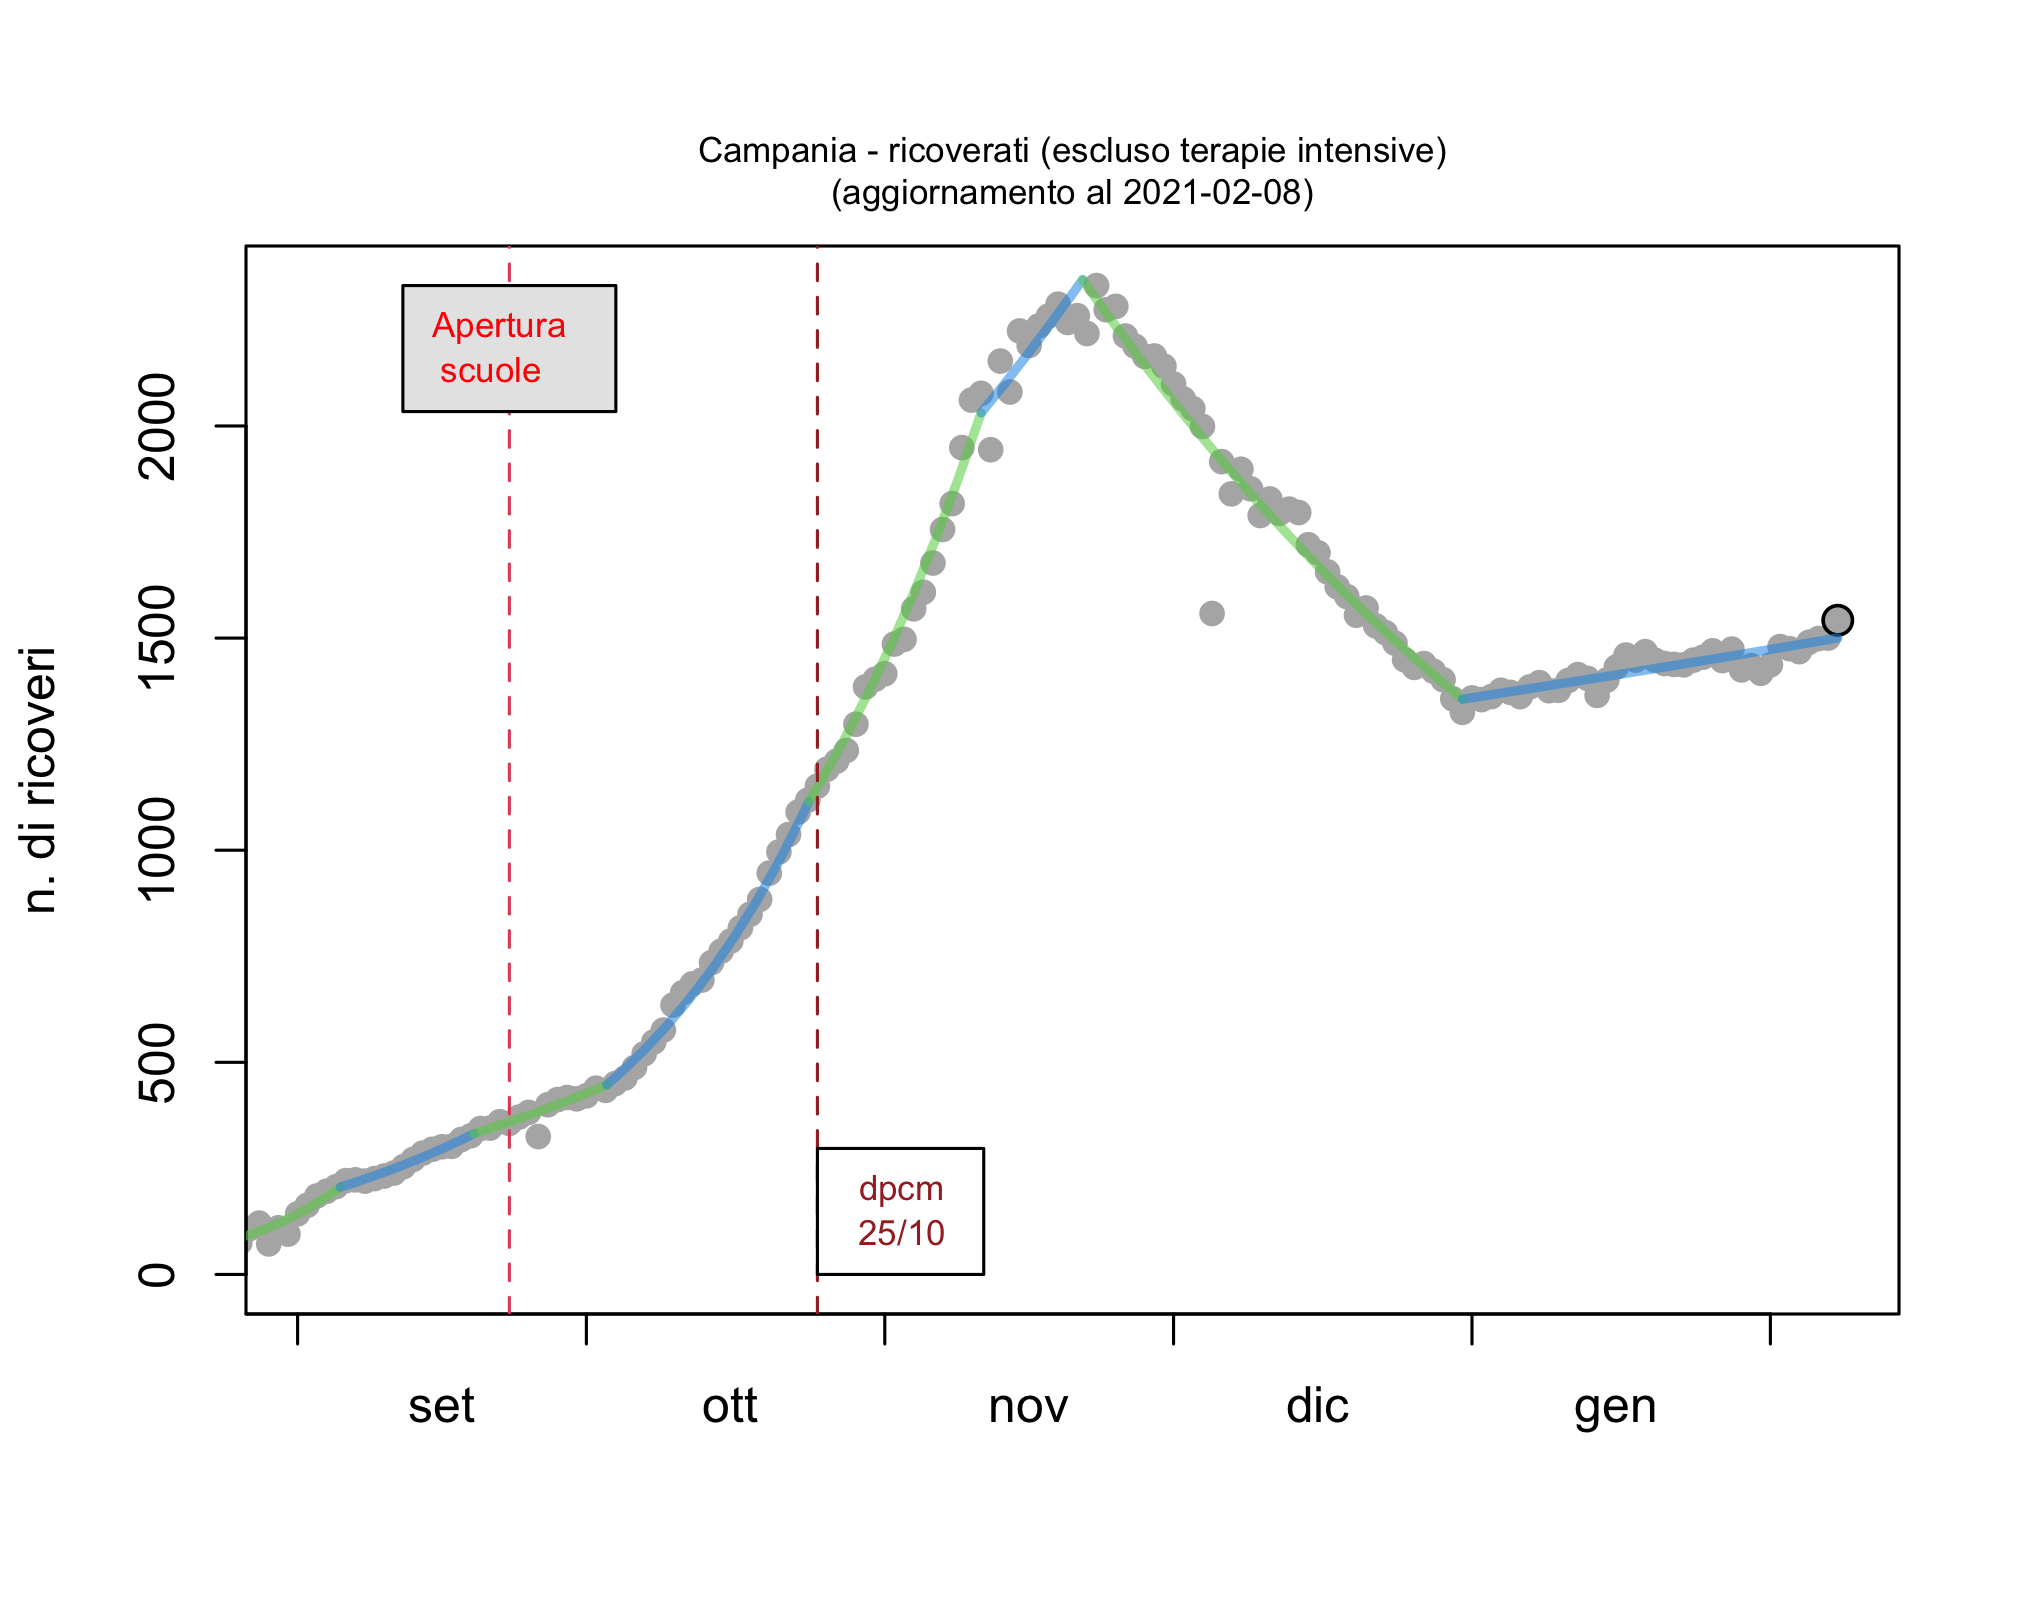 Campania - ricoverati (escluso terapie intensive)
(aggiornamento al 2021-02-08)
Apertura
scuole
n. di ricoveri
2000
1500
1000
500
0
dpcm
25/10
set ott nov dic gen